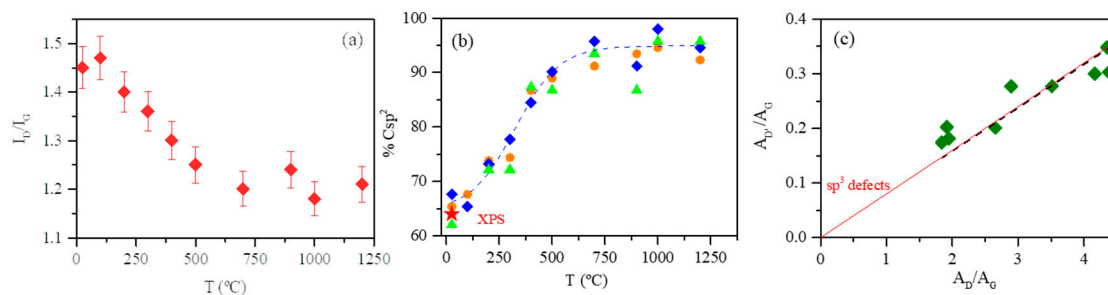 (a)
1.5
1.4
1.3
1.2
1.1
I_D/I_G
0
250
500
750
1000
1250
T (°C)
(b)
100
90
80
70
60
% Csp²
XPS
0
250
500
750
1000
1250
T (°C)
(c)
0.4
0.3
0.2
0.1
0.0
A_D'/A_G
sp³ defects
0
1
2
3
4
A_D/A_G